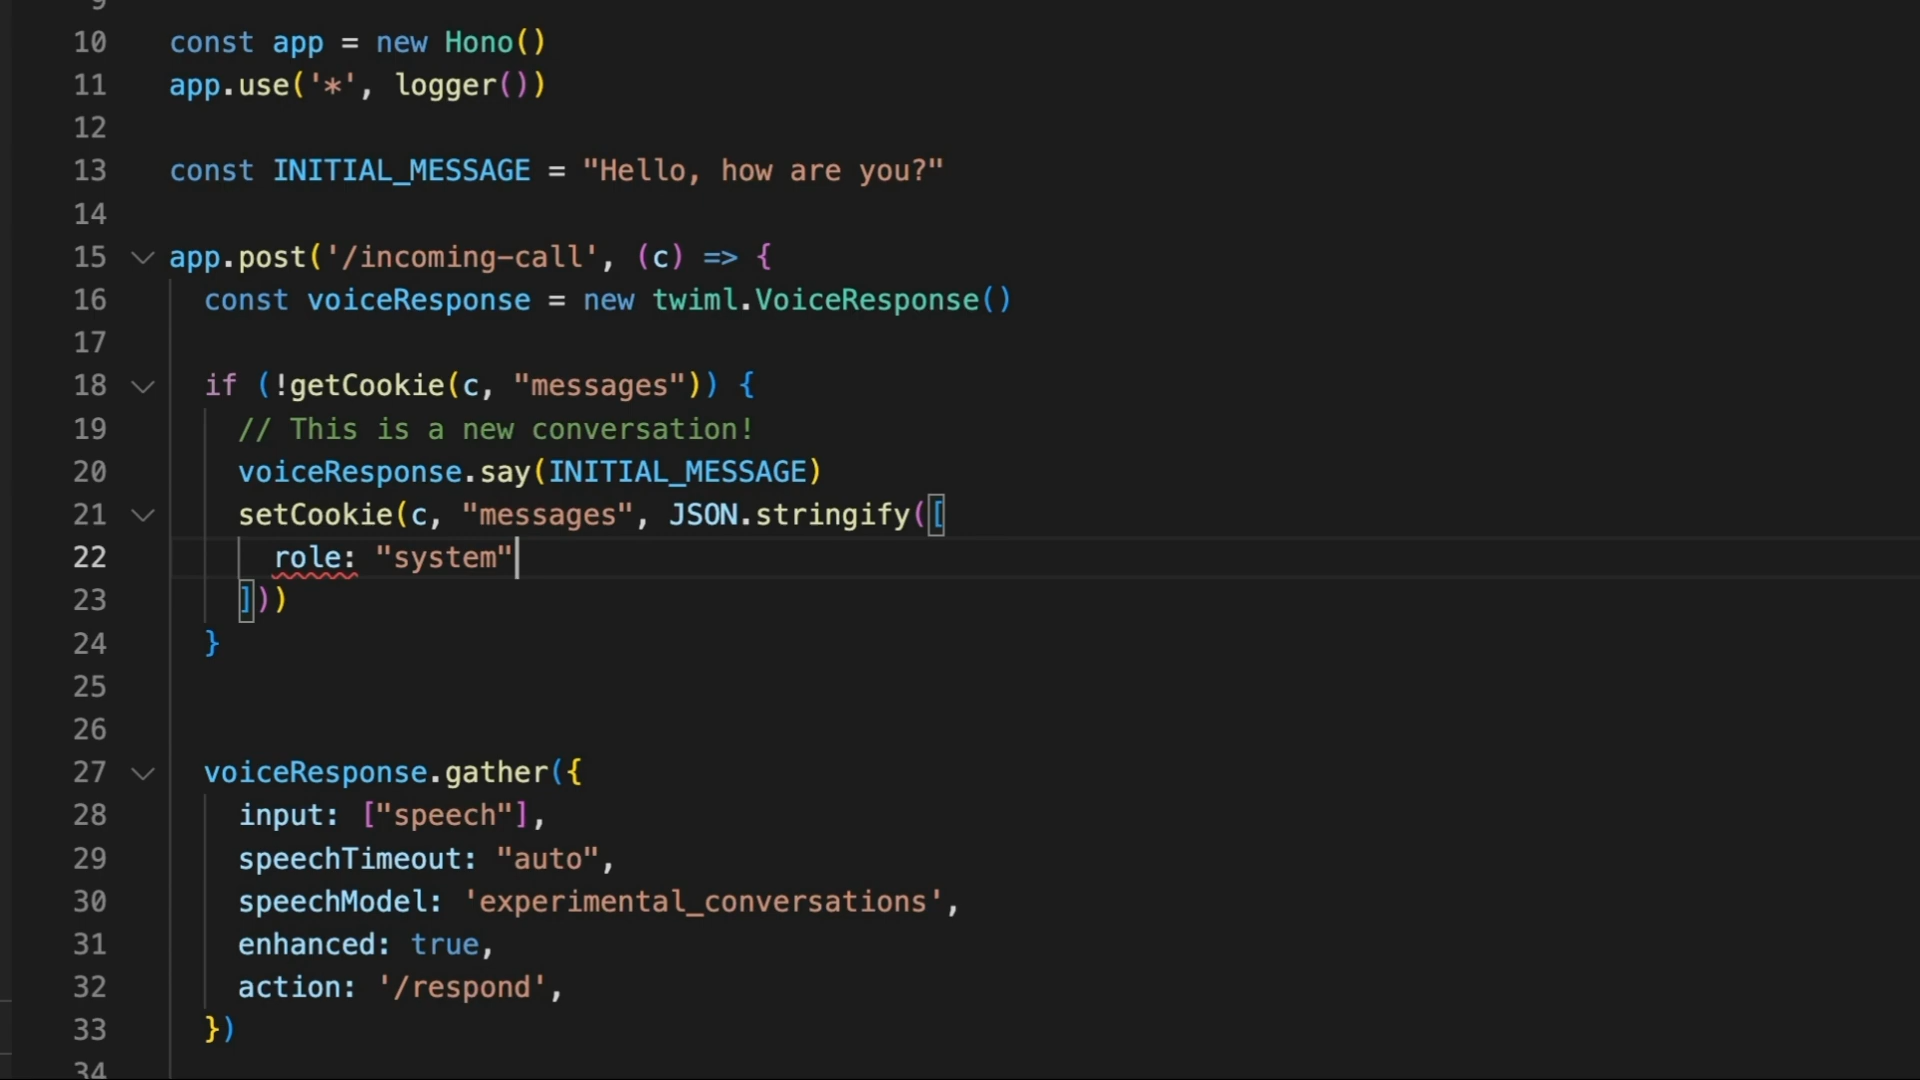 9
10 const app = new Hono()
11 app.use('*', logger())
12
13 const INITIAL_MESSAGE = "Hello, how are you?"
14
15 app.post('/incoming-call', (c) => {
16 const voiceResponse = new twiml.VoiceResponse()
17
18 if (!getCookie(c, "messages")) {
19 // This is a new conversation!
20 voiceResponse.say(INITIAL_MESSAGE)
21 setCookie(c, "messages", JSON.stringify([
22 role: "system"
23 ]))
24 }
25
26
27 voiceResponse.gather({
28 input: ["speech"],
29 speechTimeout: "auto",
30 speechModel: 'experimental_conversations',
31 enhanced: true,
32 action: '/respond',
33 })
34